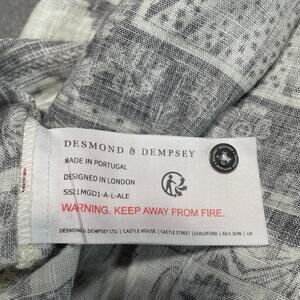 DESMOND & DEMPSEY
MADE IN PORTUGAL
DESIGNED IN LONDON
SS21MGD1-A-L-ALE
WARNING. KEEP AWAY FROM FIRE.
DESMOND & DEMPSEY LTD | CASTLE HOUSE | CASTLE STREET | GUILDFORD | GU1 3UW | UK